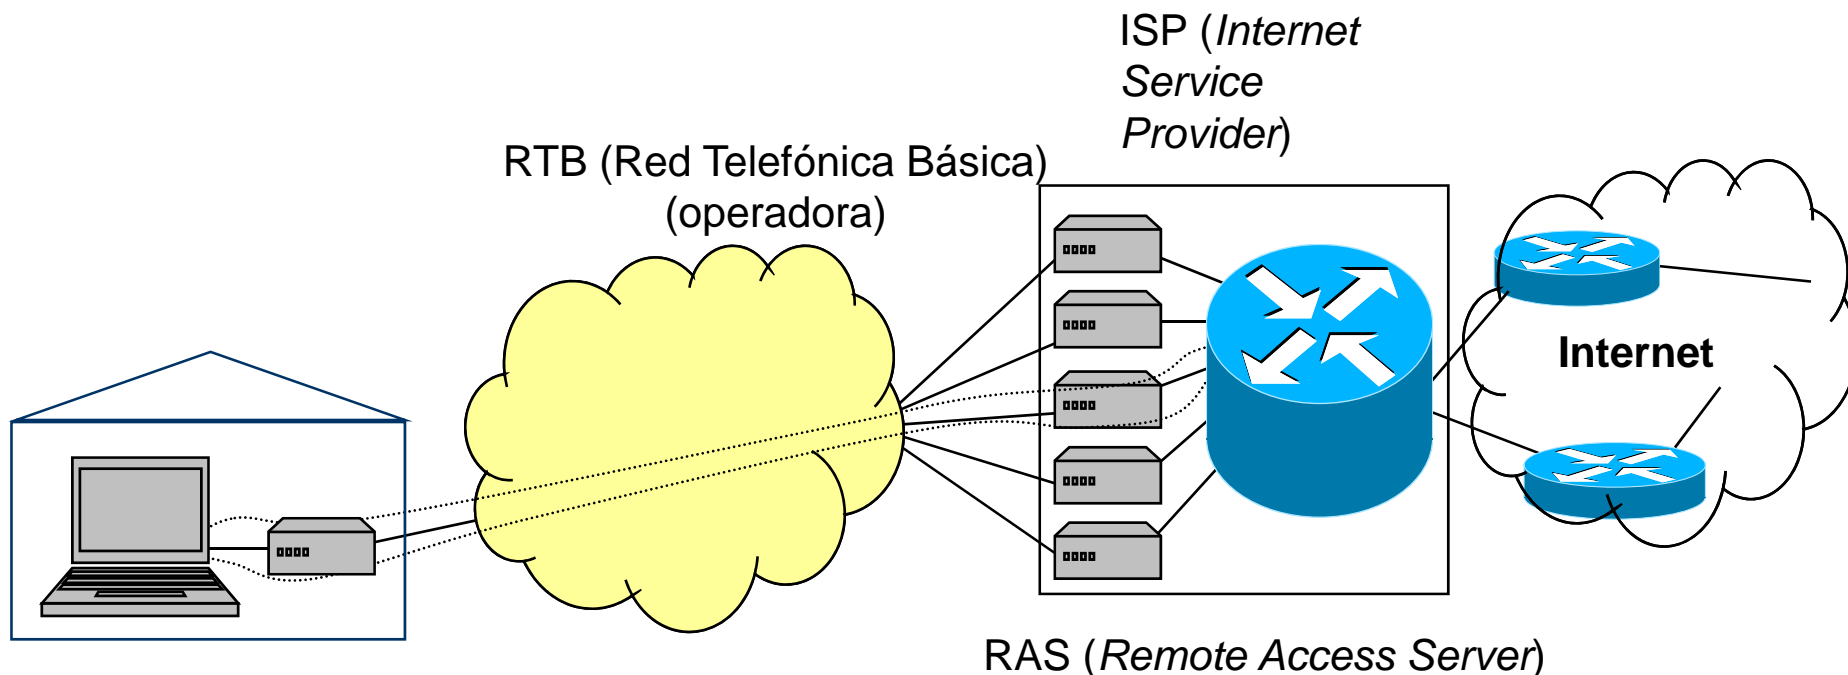 ISP (Internet
Service
Provider)
RTB (Red Telefónica Básica)
(operadora)
Internet
RAS (Remote Access Server)